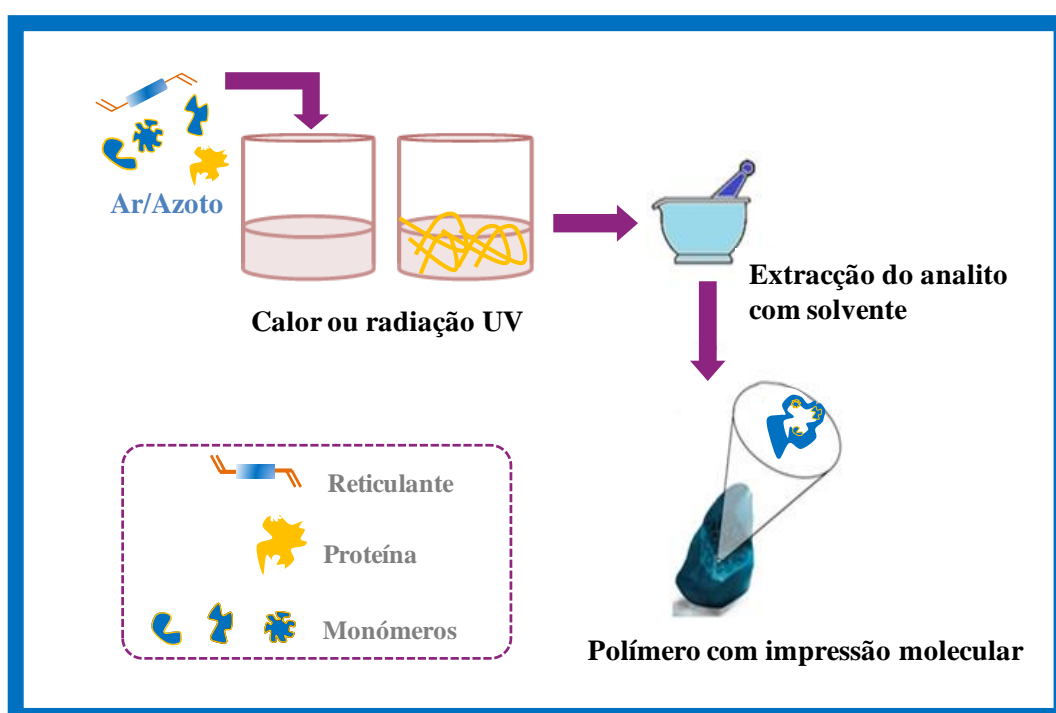 Ar/Azoto
Calor ou radiação UV
Extracção do analito
com solvente
Reticulante
Proteína
Monómeros
Polímero com impressão molecular